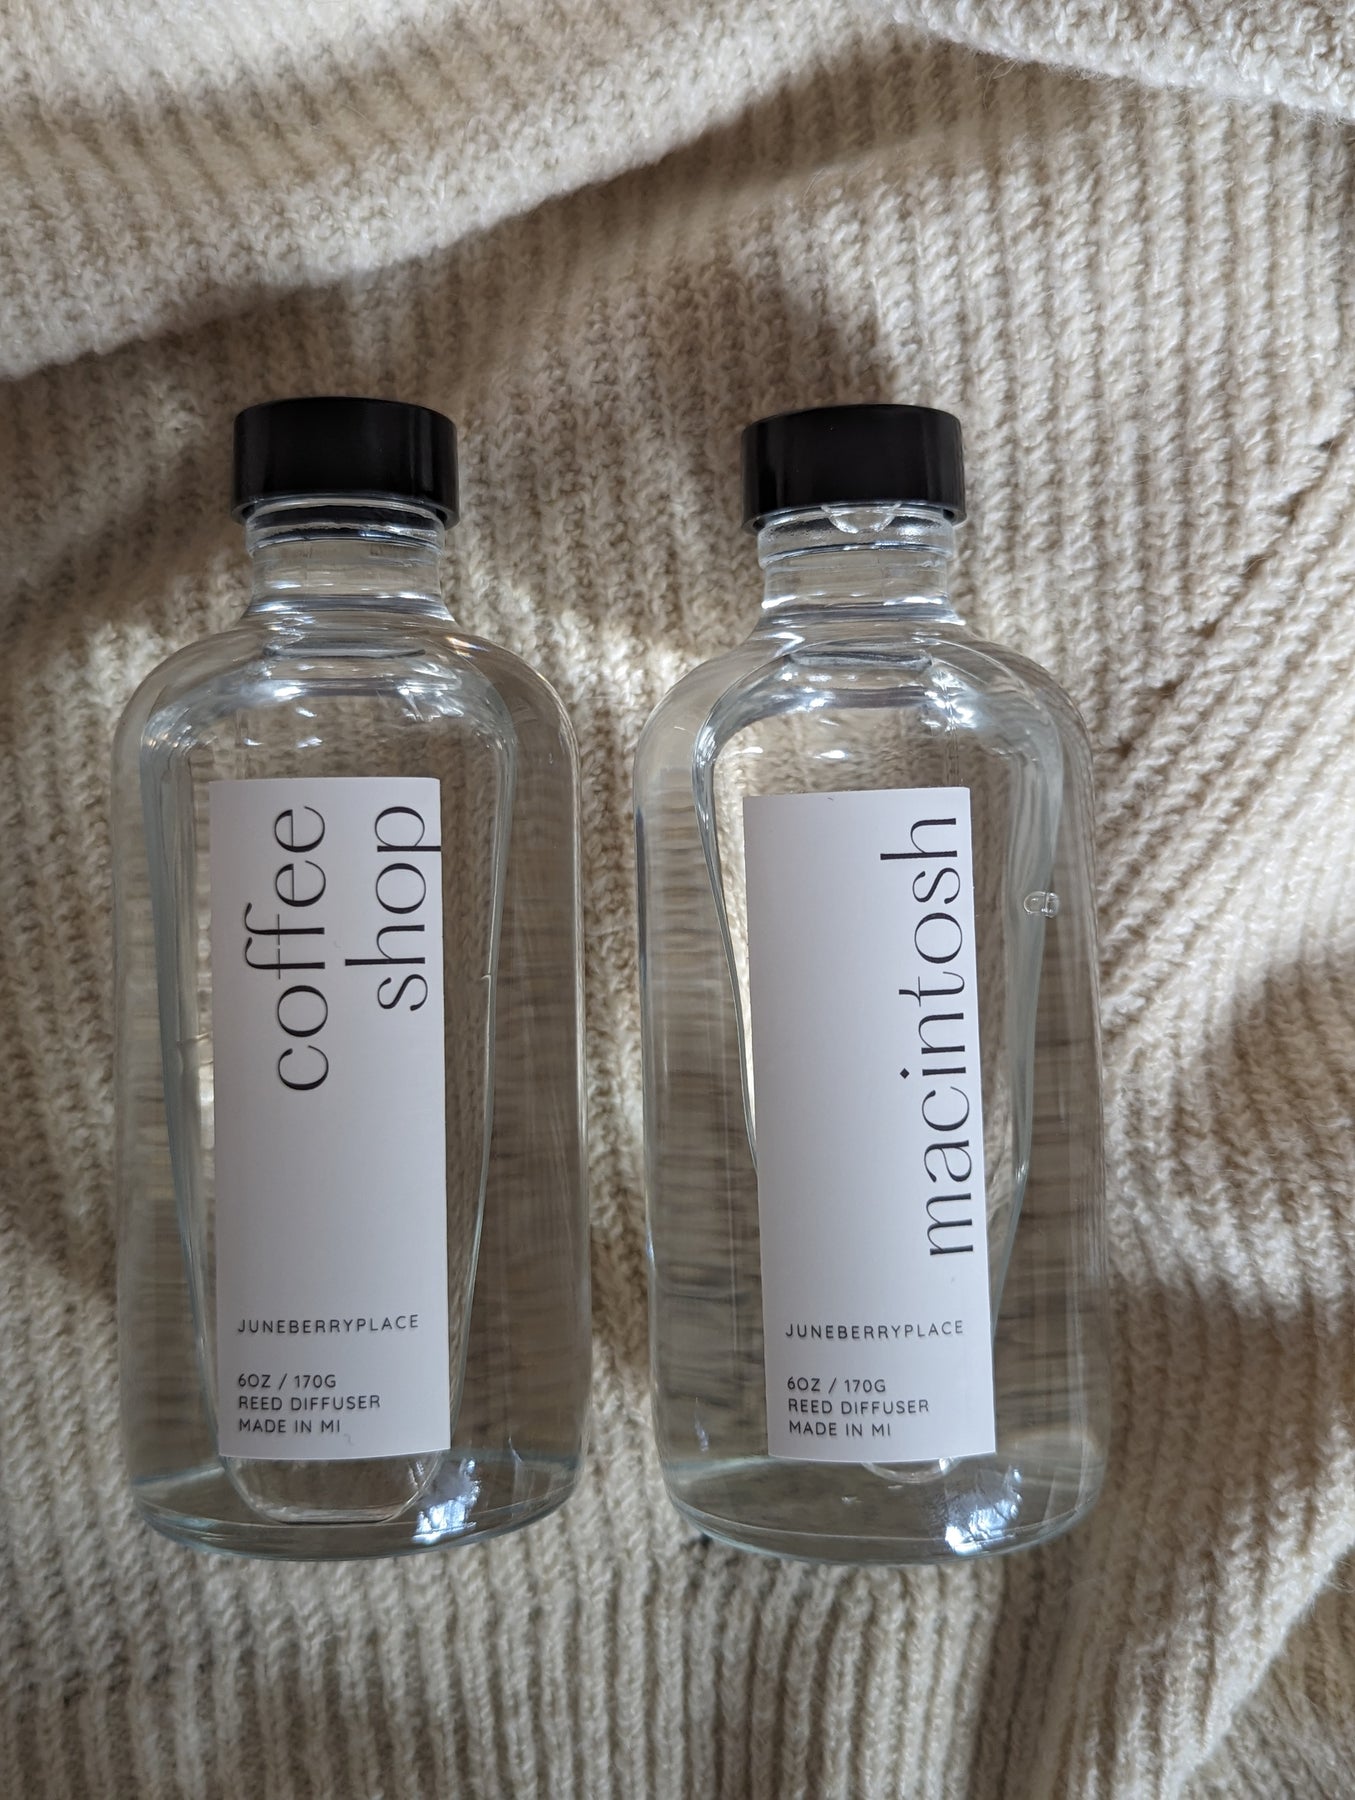 coffee
shop
JUNEBERRYPLACE
6OZ / 170G
REED DIFFUSER
MADE IN MI
macintosh
JUNEBERRYPLACE
6OZ / 170G
REED DIFFUSER
MADE IN MI